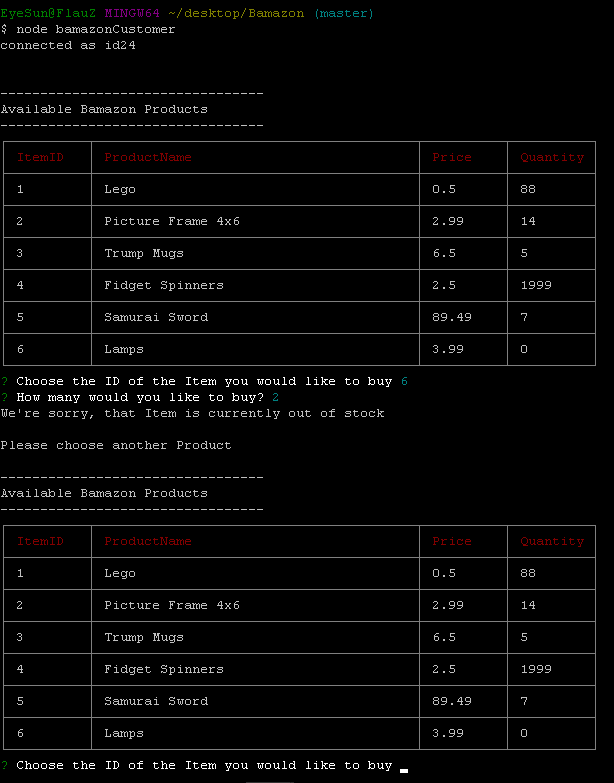 EyeSun@FlauZ MINGW64 ~/desktop/Bamazon (master)
$ node bamazonCustomer
connected as id24
---------------------------------
Available Bamazon Products
---------------------------------
ItemID ProductName Price Quantity
1 Lego 0.5 88
2 Picture Frame 4x6 2.99 14
3 Trump Mugs 6.5 5
4 Fidget Spinners 2.5 1999
5 Samurai Sword 89.49 7
6 Lamps 3.99 0
? Choose the ID of the Item you would like to buy 6
? How many would you like to buy? 2
We're sorry, that Item is currently out of stock
Please choose another Product
---------------------------------
Available Bamazon Products
---------------------------------
ItemID ProductName Price Quantity
1 Lego 0.5 88
2 Picture Frame 4x6 2.99 14
3 Trump Mugs 6.5 5
4 Fidget Spinners 2.5 1999
5 Samurai Sword 89.49 7
6 Lamps 3.99 0
? Choose the ID of the Item you would like to buy